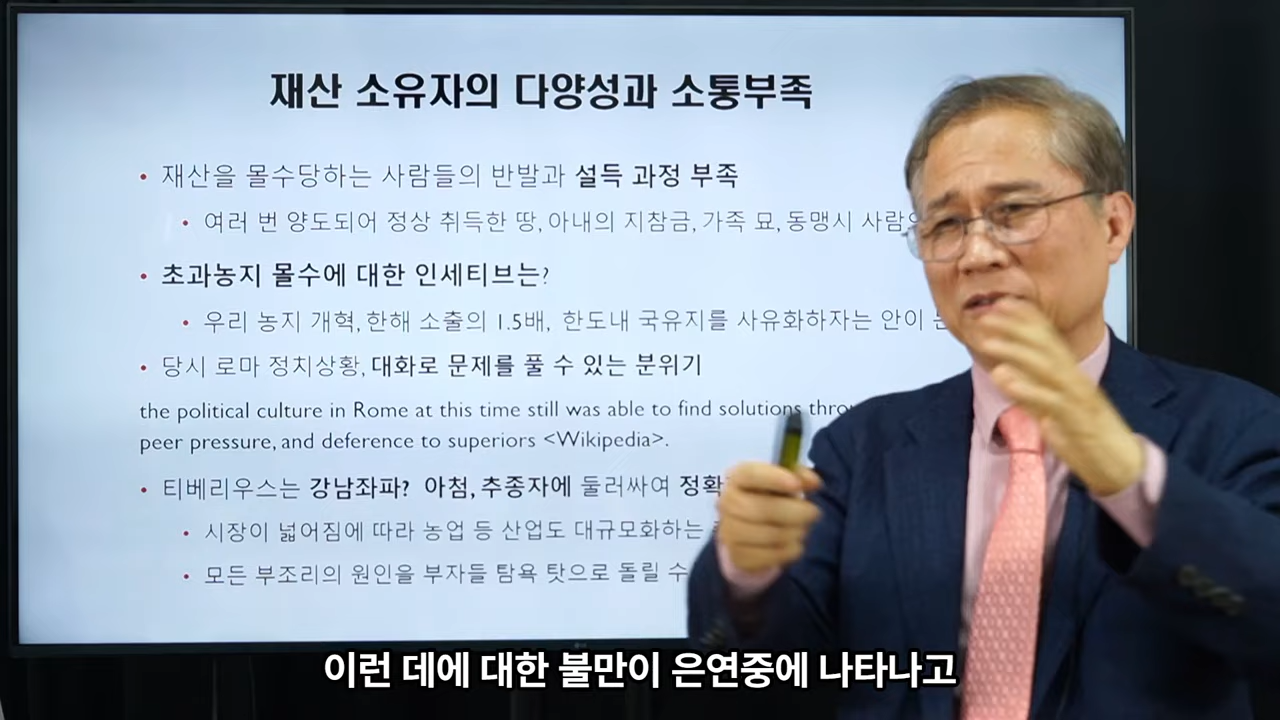 재산 소유자의 다양성과 소통부족
• 재산을 몰수당하는 사람들의 반발과 설득 과정 부족
• 여러 번 양도되어 정상 취득한 땅, 아내의 지참금, 가족 묘, 동맹시
• 초과농지 몰수에 대한 인세티브는?
• 우리 농지 개혁, 한해 소출의 1.5배, 한도내 국유지를 사유화하자는 안이
• 당시 로마 정치상황, 대화로 문제를 풀 수 있는 분위기
the political culture in Rome at this time still was able to find solutions
peer pressure, and deference to superiors <Wikipedia>.
• 티베리우스는 강남좌파? 아첨, 추종자에 둘러싸여
• 시장이 넓어짐에 따라 농업 등 산업도 대규모화하는
• 모든 부조리의 원인을 부자들 탐욕 탓으로 돌릴 수
이런 데에 대한 불만이 은연중에 나타나고